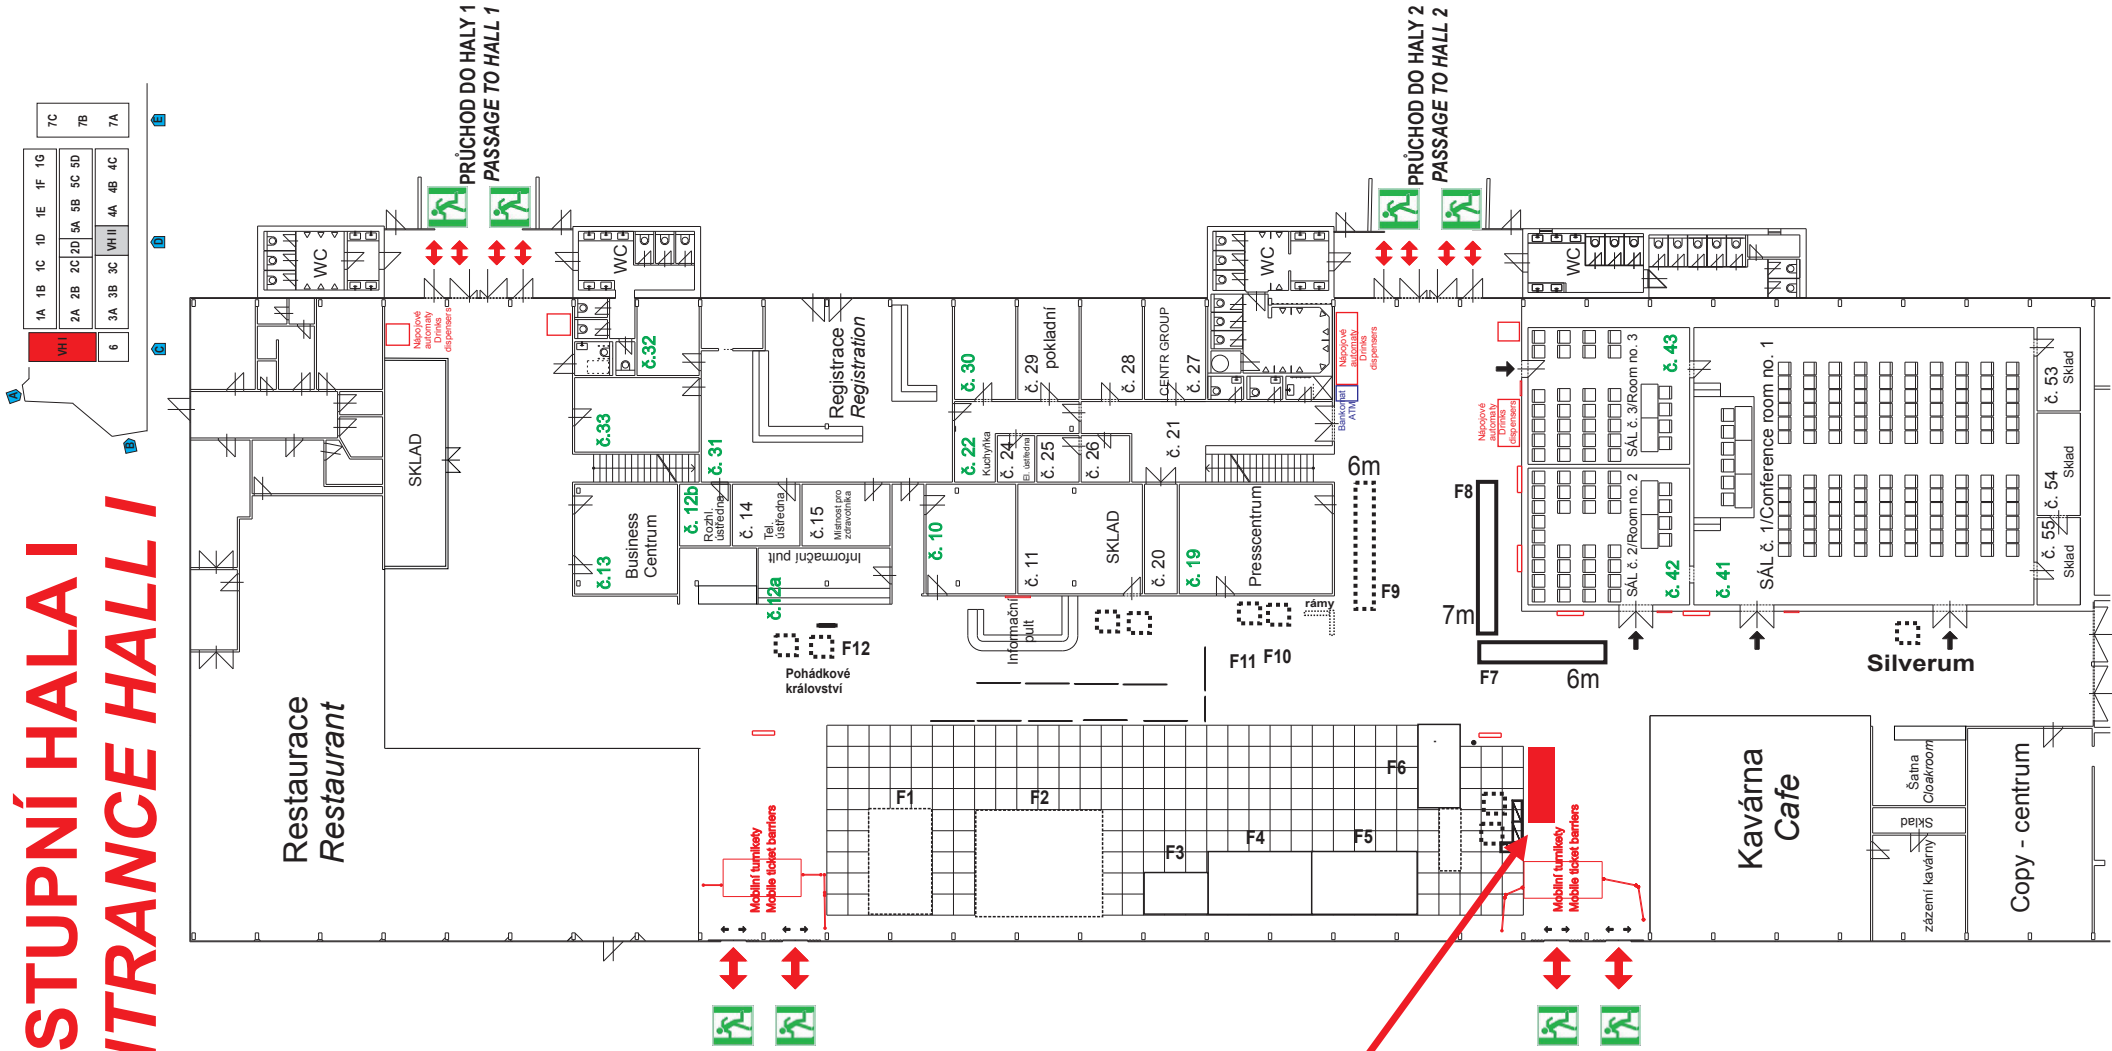 STUPNÍ HALA I
NTRANCE HALL I
7C
7B
7A
1A 1B 1C 1D 1E 1F 1G
2A 2B 2C 2D 5A 5B 5C 5D
3A 3B 3C VH II 4A 4B 4C
VH I
6
A
B
C
D
E
PRŮCHOD DO HALY 1
PASSAGE TO HALL 1
PRŮCHOD DO HALY 2
PASSAGE TO HALL 2
WC
WC
WC
WC
Nápojové
automaty
Drinks
dispensers
SKLAD
č.32
č.33
č. 31
Registrace
Registration
č. 30
č. 29
pokladní
č. 28
CENTR GROUP
č. 27
č. 22
Kuchyňka
č. 24
El. ústředna
č. 25
č. 26
č. 21
Nápojové
automaty
Drinks
dispensers
Bankomat
ATM
Nápojové
automaty
Drinks
dispensers
č.13
Business
Centrum
č. 12b
Rozhl.
ústředna
č. 14
Tel.
ústředna
č.15
Místnost pro
zdravotníka
č.12a
Informační pult
č. 10
č. 11
SKLAD
č. 20
č. 19
Presscentrum
Informační
pult
rámy
6m
F9
F8
7m
F7
6m
F11
F10
F12
Pohádkové
království
SÁL č. 3/Room no. 3
č. 43
SÁL č. 2/Room no. 2
č. 42
č. 41
SÁL č. 1/Conference room no. 1
č. 53
Sklad
č. 54
Sklad
č. 55
Sklad
Silverum
Restaurace
Restaurant
Mobilní turnikety
Mobile ticket barriers
F1
F2
F3
F4
F5
F6
Mobilní turnikety
Mobile ticket barriers
Kavárna
Cafe
Šatna
Cloakroom
Sklad
zázemí kavárny
Copy - centrum